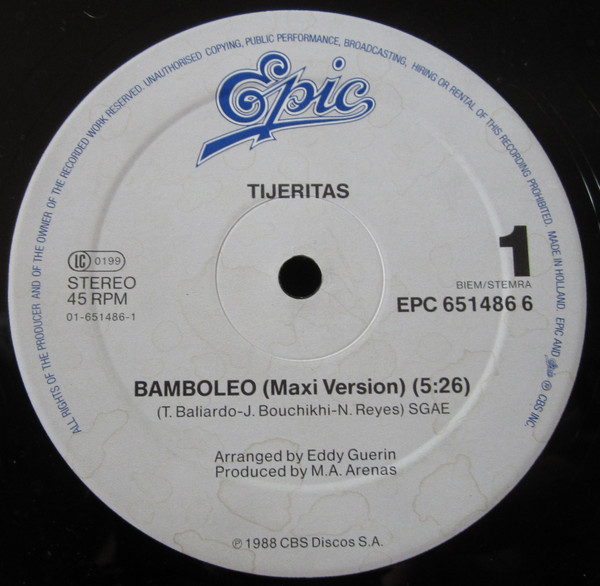 ALL RIGHTS OF THE PRODUCER AND OF THE OWNER OF THE RECORDED WORK RESERVED. UNAUTHORISED COPYING, PUBLIC PERFORMANCE, BROADCASTING, HIRING OR RENTAL OF THIS RECORDING PROHIBITED. MADE IN HOLLAND. EPIC AND Epic ® CBS INC.
Epic
TIJERITAS
LC 0199
STEREO
45 RPM
01-651486-1
1
BIEM/STEMRA
EPC 651486 6
BAMBOLEO (Maxi Version) (5:26)
(T. Baliardo-J. Bouchikhi-N. Reyes) SGAE
Arranged by Eddy Guerin
Produced by M.A. Arenas
℗ 1988 CBS Discos S.A.